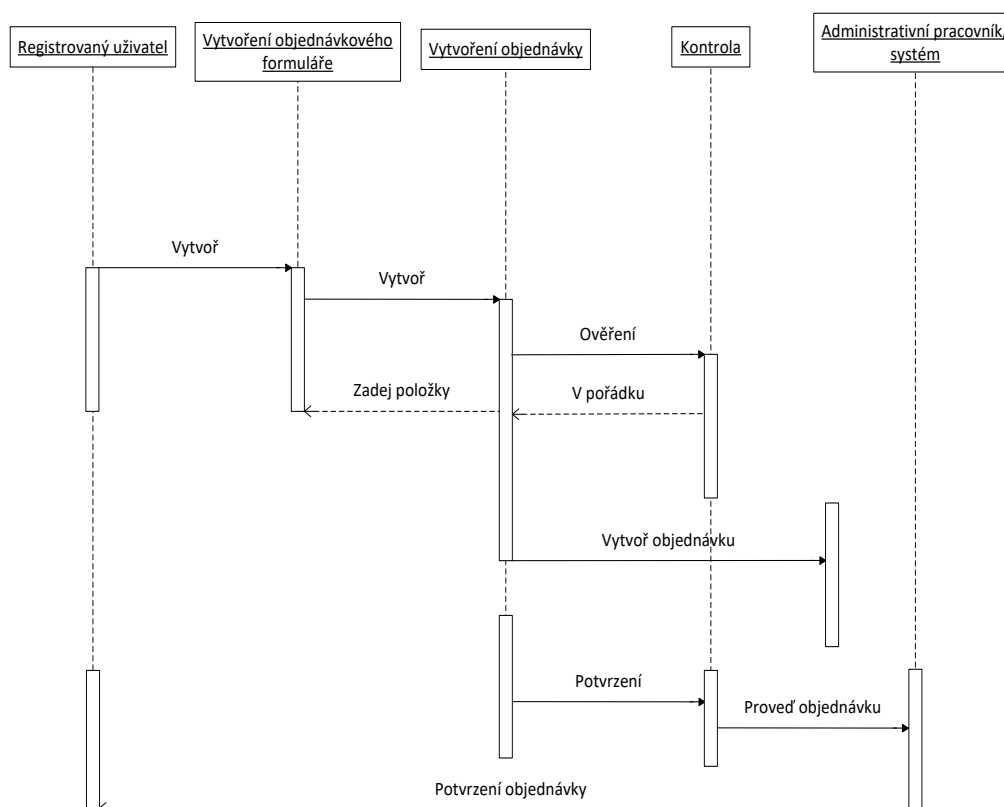 Registrovaný uživatel
Vytvoření objednávkového
formuláře
Vytvoření objednávky
Kontrola
Administrativní pracovník/
systém
Vytvoř
Vytvoř
Ověření
Zadej položky
V pořádku
Vytvoř objednávku
Potvrzení
Proveď objednávku
Potvrzení objednávky